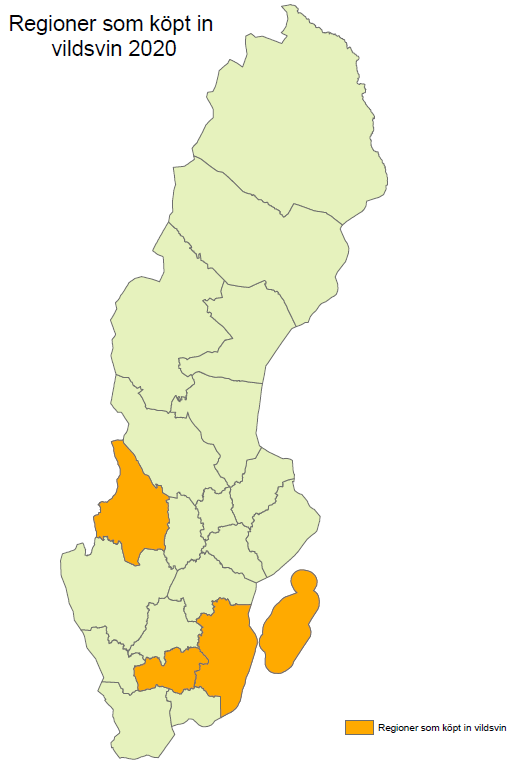 Regioner som köpt in
vildsvin 2020
Regioner som köpt in vildsvin